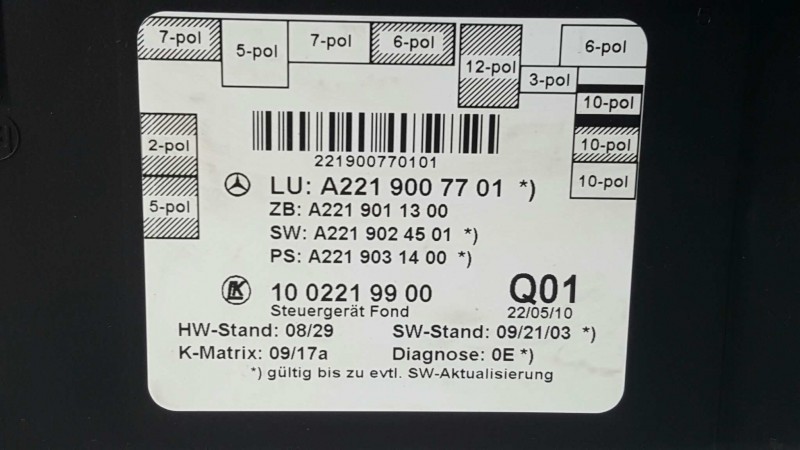 7-pol
5-pol
7-pol
6-pol
12-pol
3-pol
6-pol
10-pol
10-pol
10-pol
2-pol
5-pol
221900770101
LU: A221 900 77 01 *)
ZB: A221 901 13 00
SW: A221 902 45 01 *)
PS: A221 903 14 00 *)
10 0221 99 00 Q01
Steuergerät Fond 22/05/10
HW-Stand: 08/29 SW-Stand: 09/21/03 *)
K-Matrix: 09/17a Diagnose: 0E *)
*) gültig bis zu evtl. SW-Aktualisierung